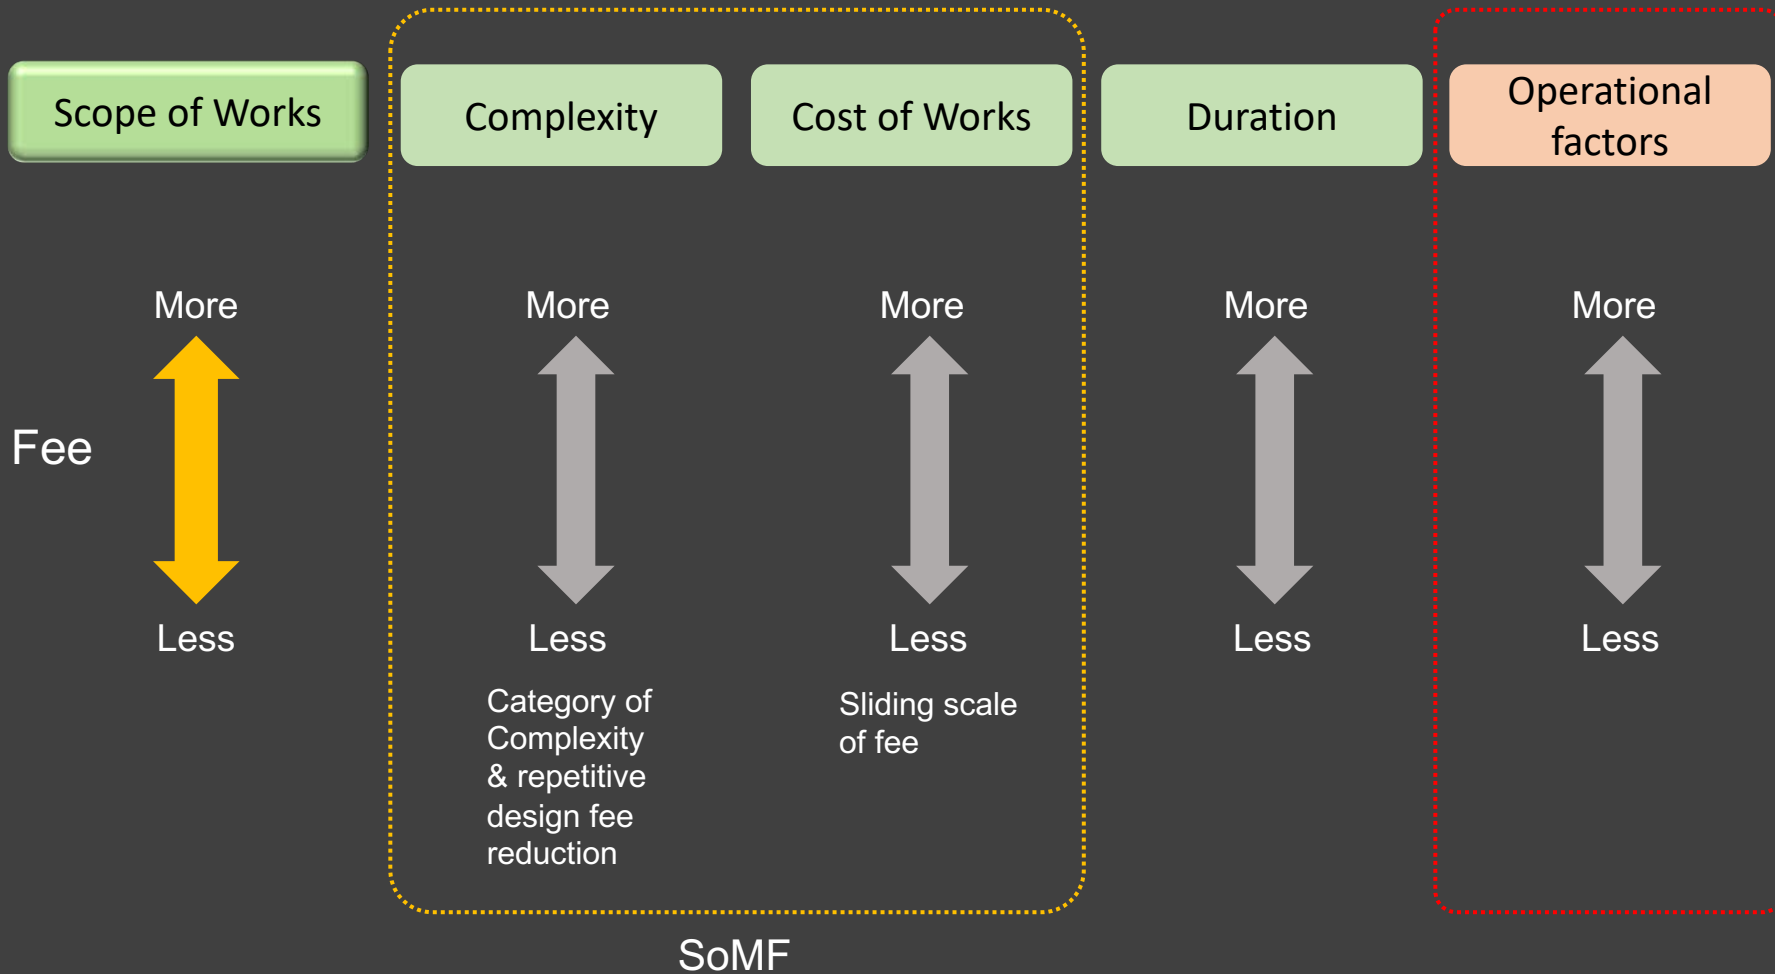 Scope of Works
Complexity
Cost of Works
Duration
Operational
factors
More
More
More
More
More
Fee
Less
Less
Less
Less
Less
Category of
Complexity
& repetitive
design fee
reduction
Sliding scale
of fee
SoMF